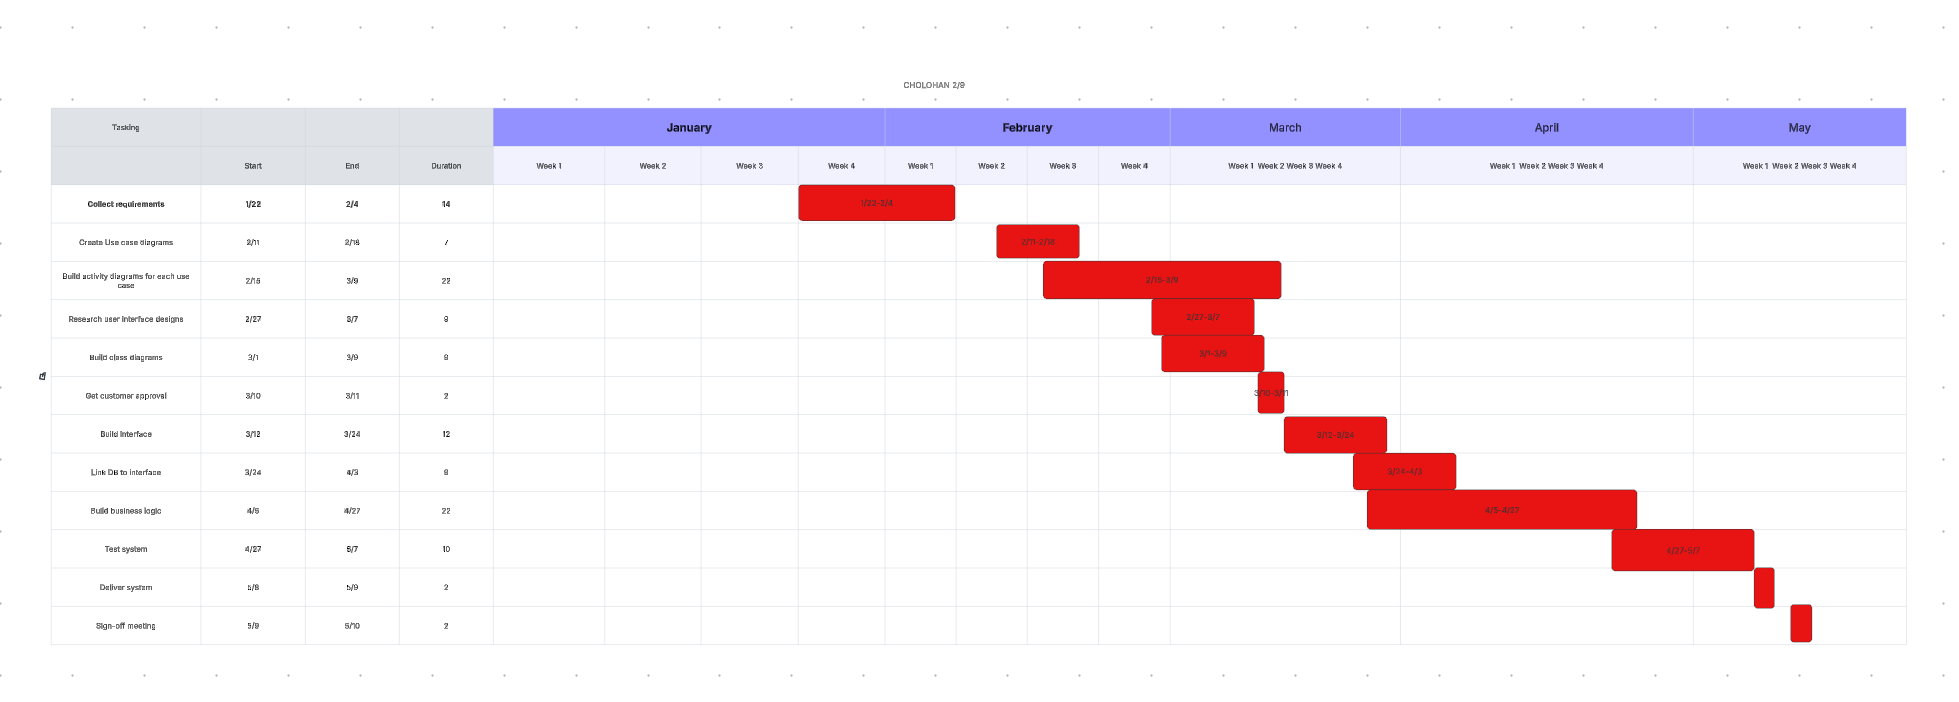 CHOLOHAN 2/9
Tasking January February March April May
Start End Duration Week 1 Week 2 Week 3 Week 4 Week 1 Week 2 Week 3 Week 4 Week 1 Week 2 Week 3 Week 4 Week 1 Week 2 Week 3 Week 4 Week 1 Week 2 Week 3 Week 4
Collect requirements 1/22 2/4 14 1/22-2/4
Create Use case diagrams 2/11 2/18 7 2/11-2/18
Build activity diagrams for each use
case 2/15 3/9 22 2/15-3/9
Research user interface designs 2/27 3/7 2/27-3/7
Build class diagrams 3/1 3/9 8 3/1-3/9
Get customer approval 3/10 3/11 2 3/10-3/11
Build Interface 3/12 3/24 12 3/12-3/24
Link DB to interface 3/24 4/3 3/24-4/3
Build business logic 4/5 4/27 22 4/5-4/27
Test system 4/27 5/7 10 4/27-5/7
Deliver system 5/8 5/9 2
Sign-off meeting 5/9 5/10 2